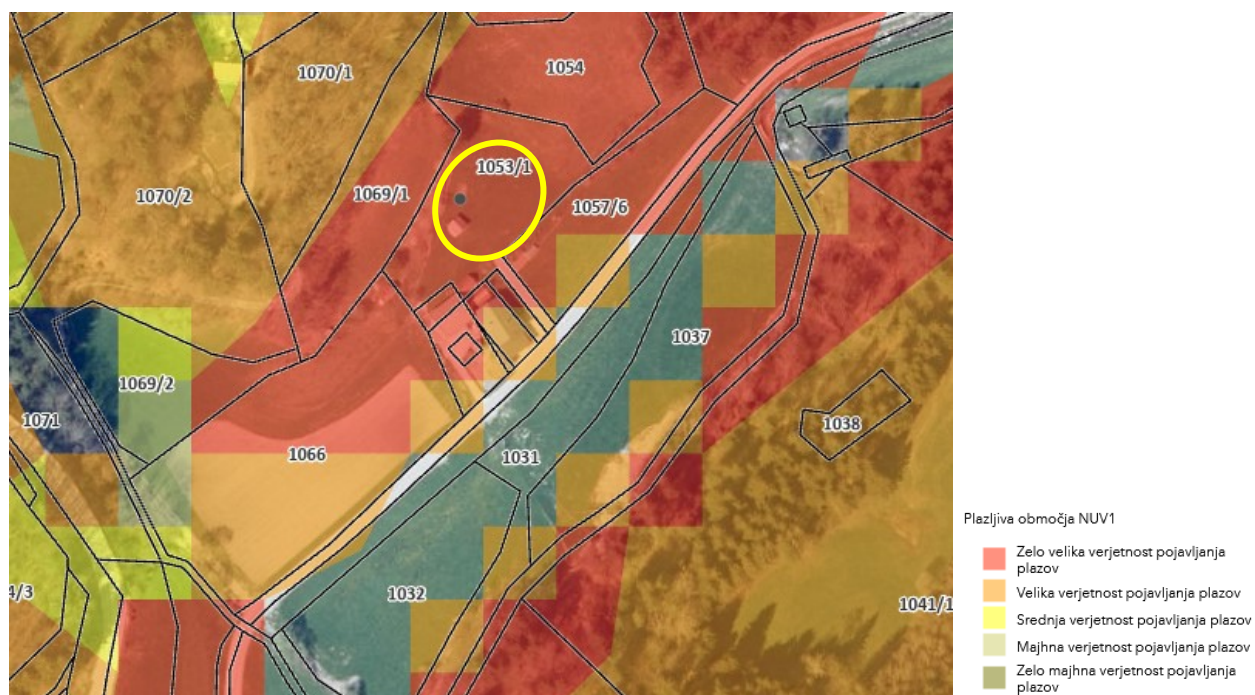 1070/1
1054
1053/1
1070/2
1069/1
1057/6
1037
1069/2
1071
1038
1066
1031
4/3
1032
1041/1
Plazljiva območja NUV1
Zelo velika verjetnost pojavljanja
plazov
Velika verjetnost pojavljanja plazov
Srednja verjetnost pojavljanja plazov
Majhna verjetnost pojavljanja plazov
Zelo majhna verjetnost pojavljanja
plazov